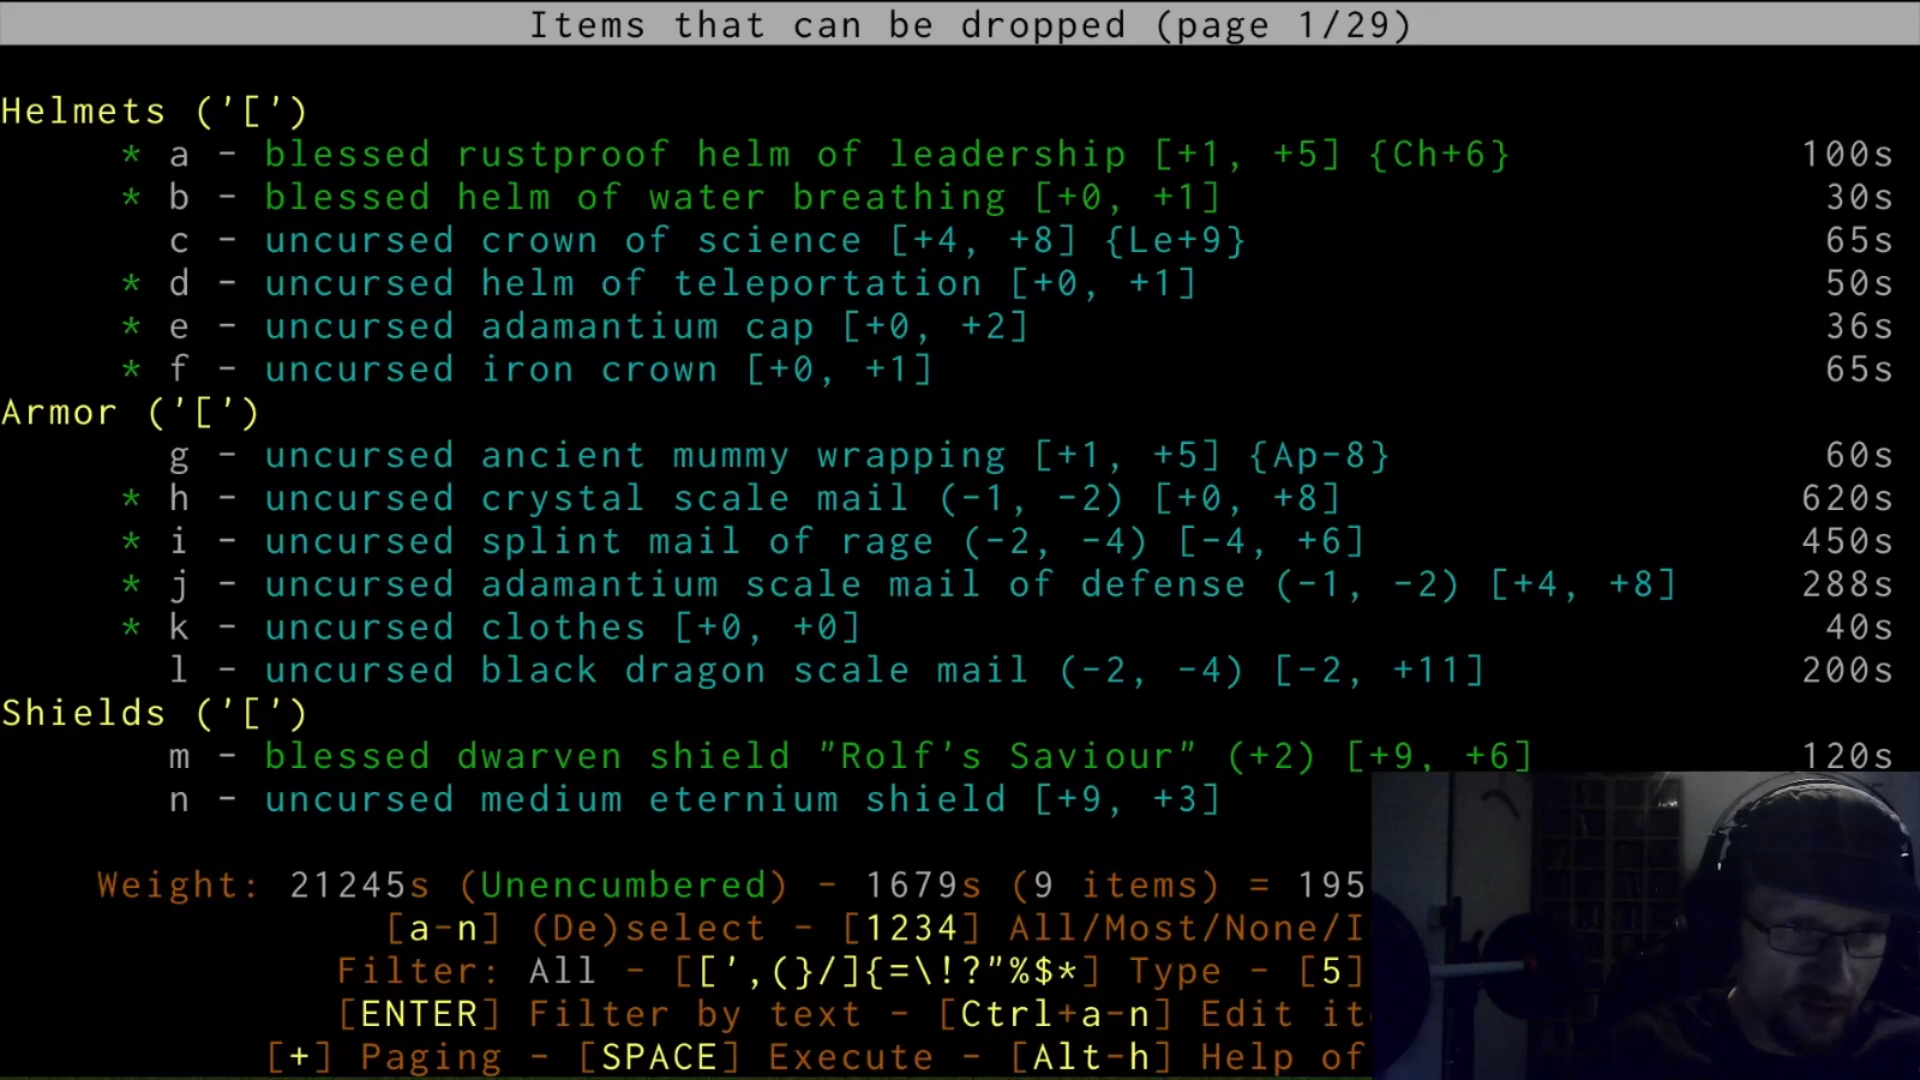 Items that can be dropped (page 1/29)
Helmets ('[')
* a - blessed rustproof helm of leadership [+1, +5] {Ch+6} 100s
* b - blessed helm of water breathing [+0, +1] 30s
c - uncursed crown of science [+4, +8] {Le+9} 65s
* d - uncursed helm of teleportation [+0, +1] 50s
* e - uncursed adamantium cap [+0, +2] 36s
* f - uncursed iron crown [+0, +1] 65s
Armor ('[')
g - uncursed ancient mummy wrapping [+1, +5] {Ap-8} 60s
* h - uncursed crystal scale mail (-1, -2) [+0, +8] 620s
* i - uncursed splint mail of rage (-2, -4) [-4, +6] 450s
* j - uncursed adamantium scale mail of defense (-1, -2) [+4, +8] 288s
* k - uncursed clothes [+0, +0] 40s
l - uncursed black dragon scale mail (-2, -4) [-2, +11] 200s
Shields ('[')
m - blessed dwarven shield "Rolf's Saviour" (+2) [+9, +6] 120s
n - uncursed medium eternium shield [+9, +3]
Weight: 21245s (Unencumbered) - 1679s (9 items) = 195
[a-n] (De)select - [1234] All/Most/None/I
Filter: All - [[',(}/]{=\!?"%$*] Type - [5]
[ENTER] Filter by text - [Ctrl+a-n] Edit it
[+] Paging - [SPACE] Execute - [Alt-h] Help of